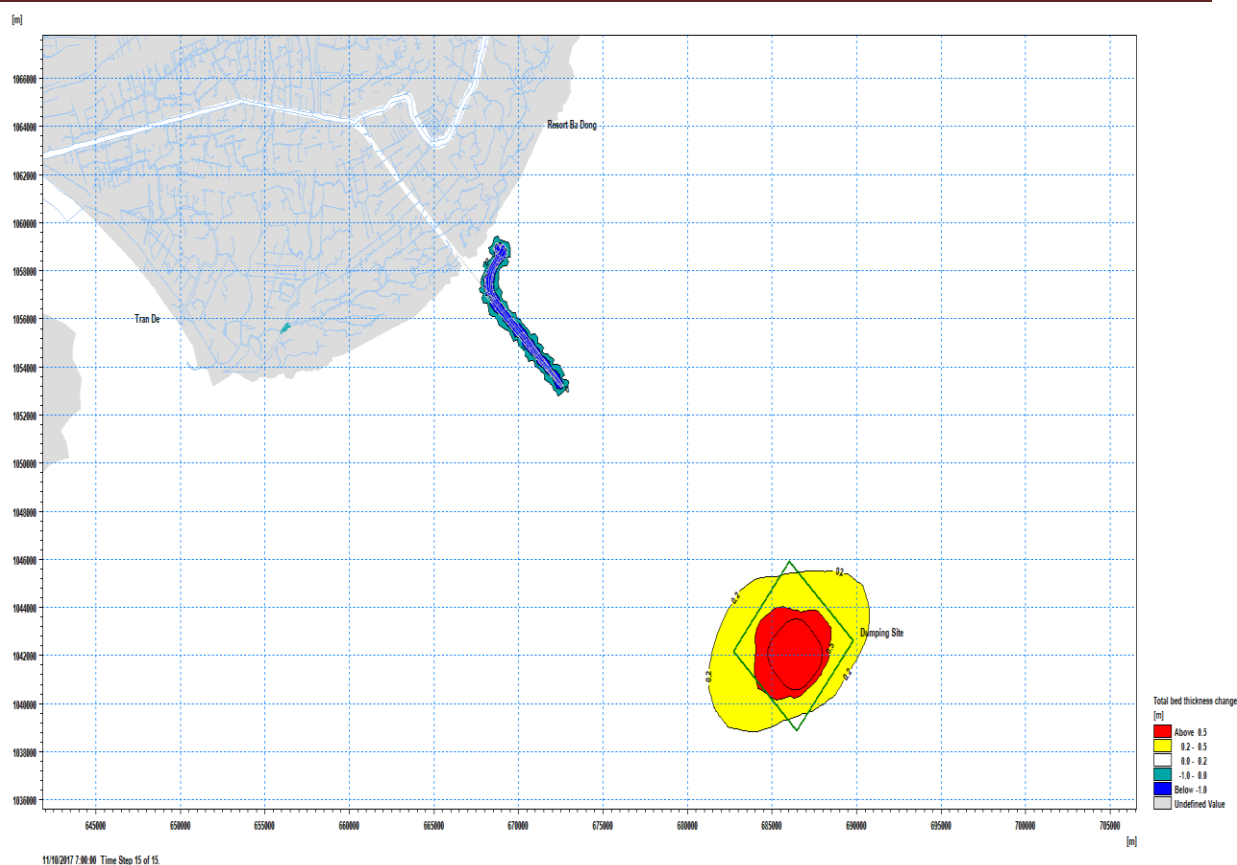 [m]
1066000
1064000
1062000
1060000
1058000
1056000
1054000
1052000
1050000
1048000
1046000
1044000
1042000
1040000
1038000
1036000
Resort Ba Dong
Tran De
0.2
0.2
Dumping Site
0.5
0.2
0.2
645000 650000 655000 660000 665000 670000 675000 680000 685000 690000 695000 700000 705000
[m]
Total bed thickness change
[m]
Above 0.5
0.2 - 0.5
0.0 - 0.2
-1.0 - 0.0
Below -1.0
Undefined Value
11/10/2017 7:00:00 Time Step 15 of 15.